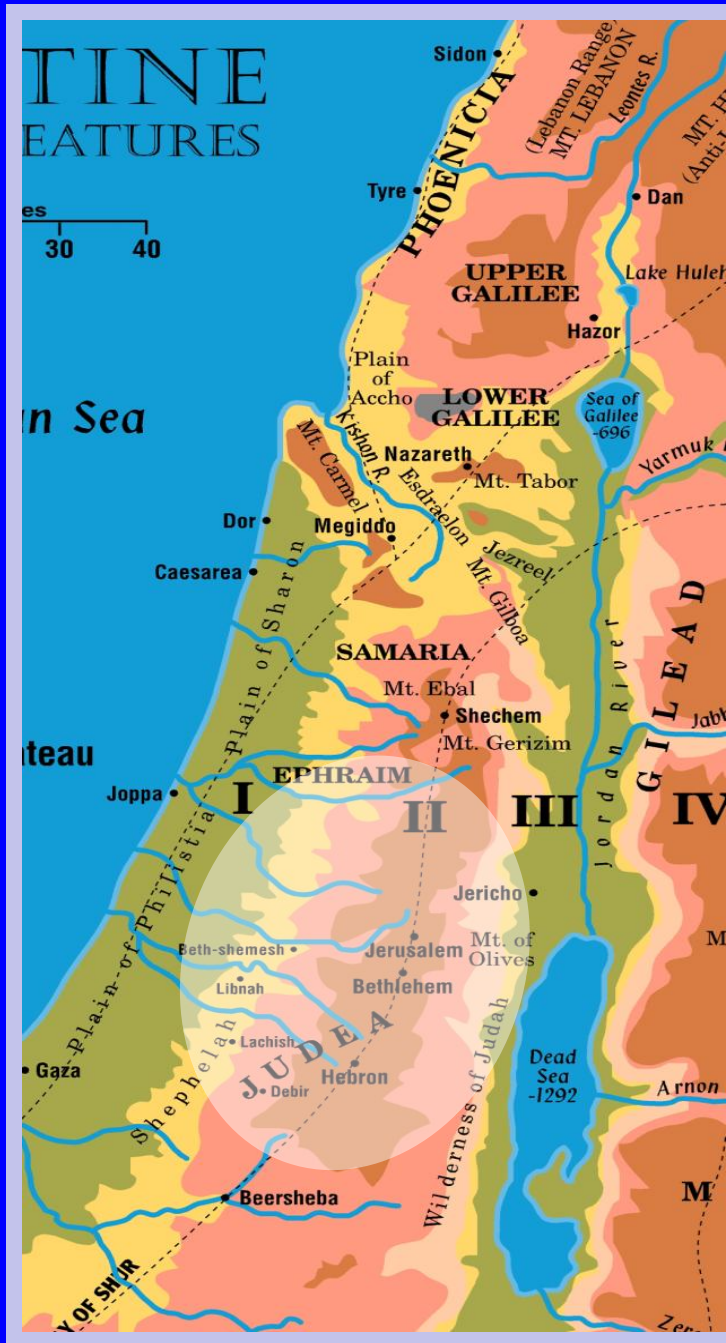 TINE
EATURES
es
30 40
Sidon
PHOENICIA
(Lebanon Range)
MT. LEBANON
Leontes R.
MT. H
(Anti-L
Tyre
Dan
UPPER
GALILEE
Lake Huleh
Hazor
Plain
of
Accho
LOWER
GALILEE
Sea of
Galilee
-696
n Sea
Kishon R.
Mt. Carmel
Nazareth
Mt. Tabor
Yarmuk
Esdraelon
Dor
Megiddo
Jezreel
Caesarea
Mt. Gilboa
Plain of Sharon
SAMARIA
Mt. Ebal
Shechem
Mt. Gerizim
Jordan River
GILEAD
Jabb
ateau
EPHRAIM
Joppa
I
II
III
IV
Plain of Philistia
Jericho
Beth-shemesh
Jerusalem
Mt. of
Olives
M
Libnah
Bethlehem
Lachish
JUDEA
Shephelah
Hebron
Debir
Wilderness of Judah
Gaza
Dead
Sea
-1292
Arnon
Beersheba
M
Y OF SHUR
Zere